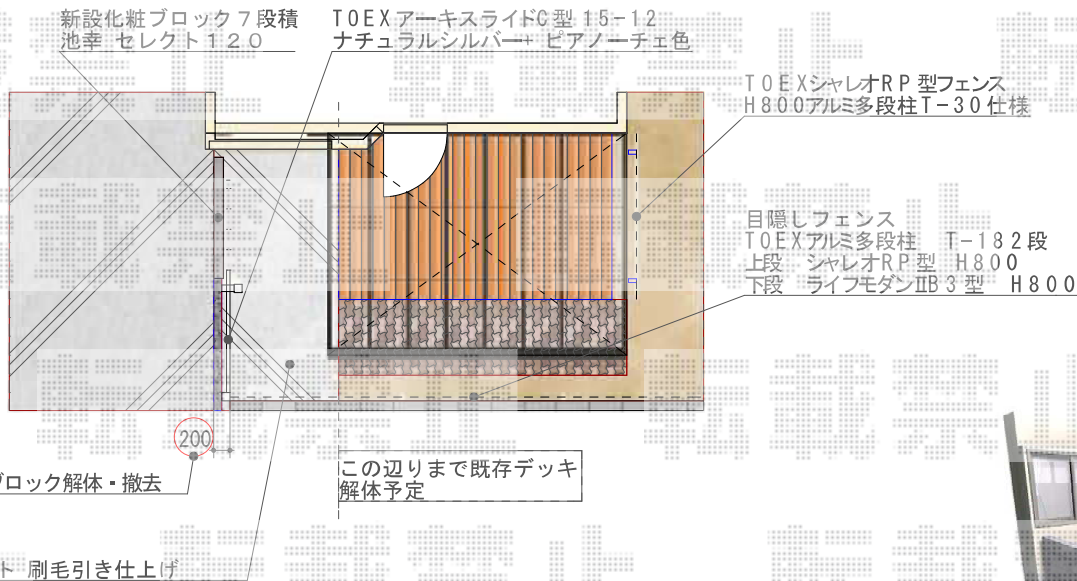 新設化粧ブロック７段積
池幸 セレクト１２０
TOEXアーキスライドC型 15-12
ナチュラルシルバー+ ピアノーチェ色
TOEXシャレオRP型フェンス
H800アルミ多段柱T-30仕様
目隠しフェンス
TOEXアルミ多段柱 T-18２段
上段 シャレオRP型 H800
下段 ライフモダンⅡB３型 H800
200
ブロック解体・撤去
この辺りまで既存デッキ
解体予定
ト 刷毛引き仕上げ
転載禁止